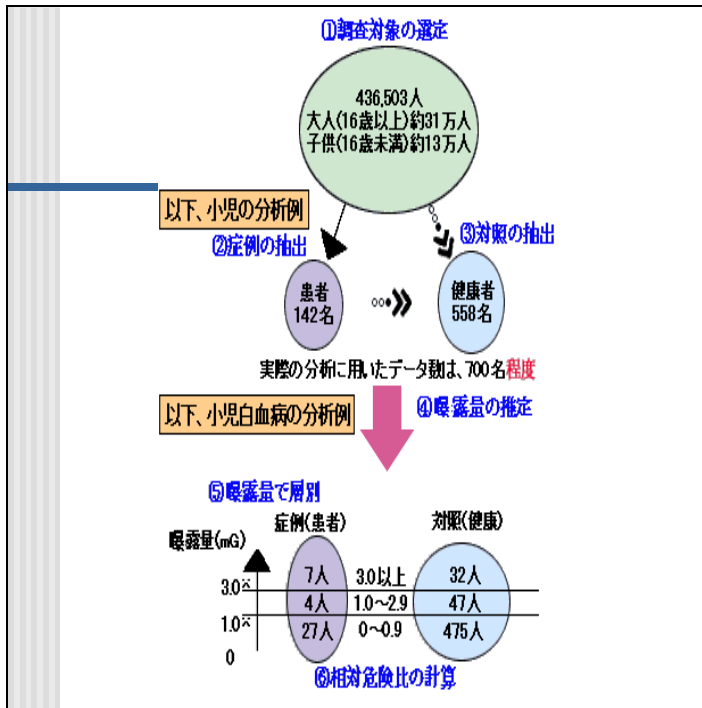 ①調査対象の選定
436,503人
大人(16歳以上)約31万人
子供(16歳未満)約13万人
以下、小児の分析例
②症例の抽出
③対照の抽出
患者
142名
健康者
558名
実際の分析に用いたデータ数は、700名程度
以下、小児白血病の分析例
④曝露量の推定
⑤曝露量で層別
症例(患者)
対照(健康)
曝露量(mG)
7人 3.0以上 32人
3.0
4人 1.0～2.9 47人
1.0
27人 0～0.9 475人
0
⑥相対危険比の計算